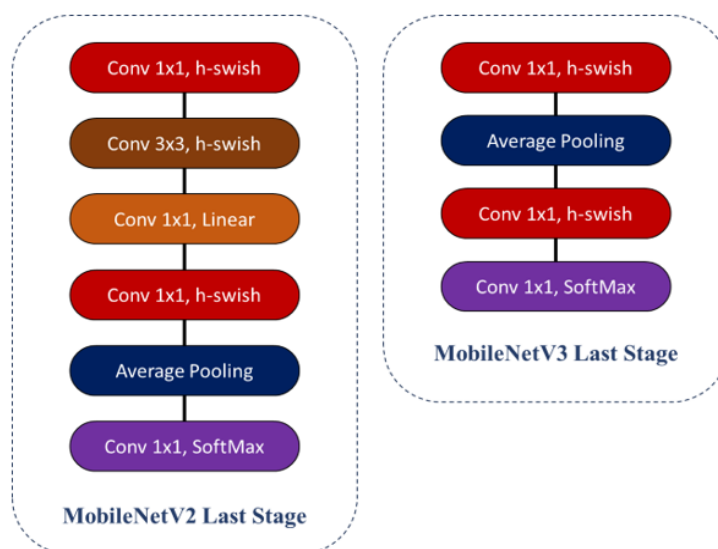 Conv 1x1, h-swish
Conv 3x3, h-swish
Conv 1x1, Linear
Conv 1x1, h-swish
Average Pooling
Conv 1x1, SoftMax
MobileNetV2 Last Stage
Conv 1x1, h-swish
Average Pooling
Conv 1x1, h-swish
Conv 1x1, SoftMax
MobileNetV3 Last Stage